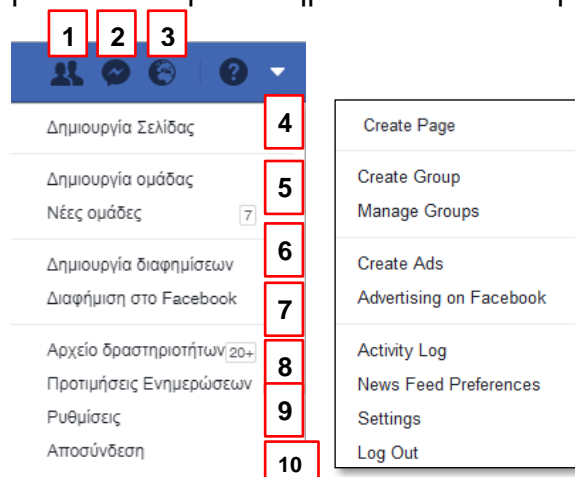 1 2 3
?
Δημιουργία Σελίδας 4
Δημιουργία ομάδας 5
Νέες ομάδες 7
6
Δημιουργία διαφημίσεων
Διαφήμιση στο Facebook 7
Αρχείο δραστηριοτήτων 20+ 8
Προτιμήσεις Ενημερώσεων
Ρυθμίσεις 9
Αποσύνδεση 10
Create Page
Create Group
Manage Groups
Create Ads
Advertising on Facebook
Activity Log
News Feed Preferences
Settings
Log Out